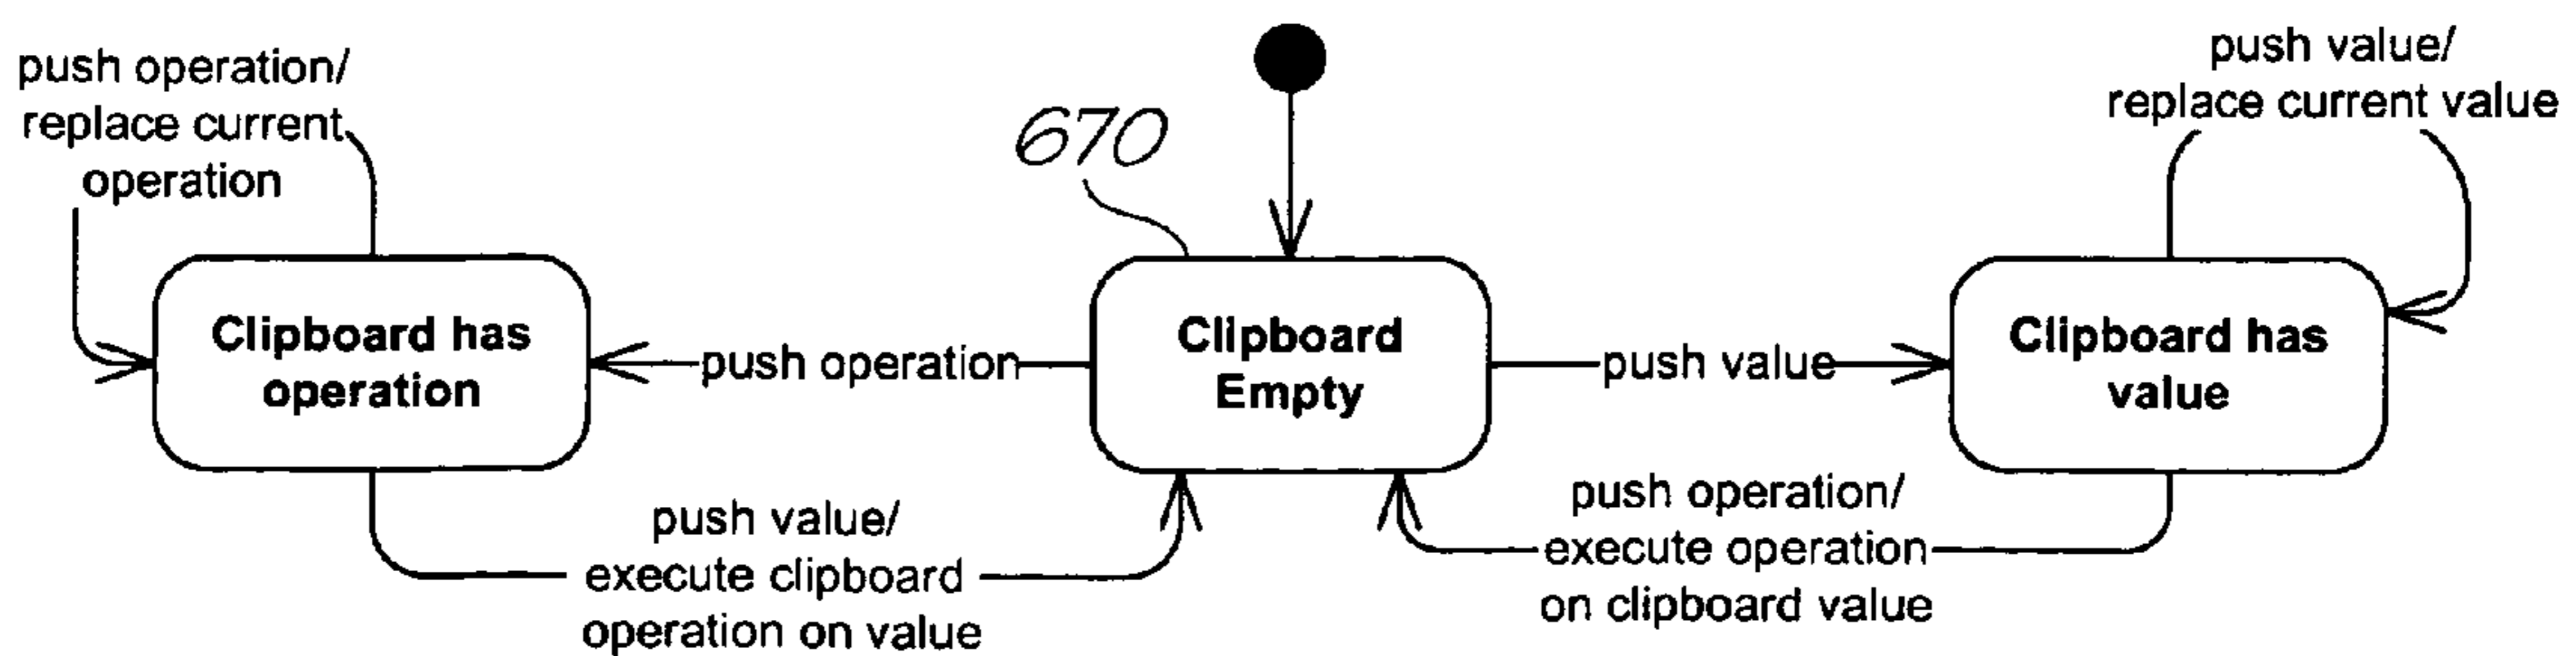 push operation/
replace current
operation
670
push value/
replace current value
Clipboard has
operation
push operation
Clipboard
Empty
push value
Clipboard has
value
push value/
execute clipboard
operation on value
push operation/
execute operation
on clipboard value